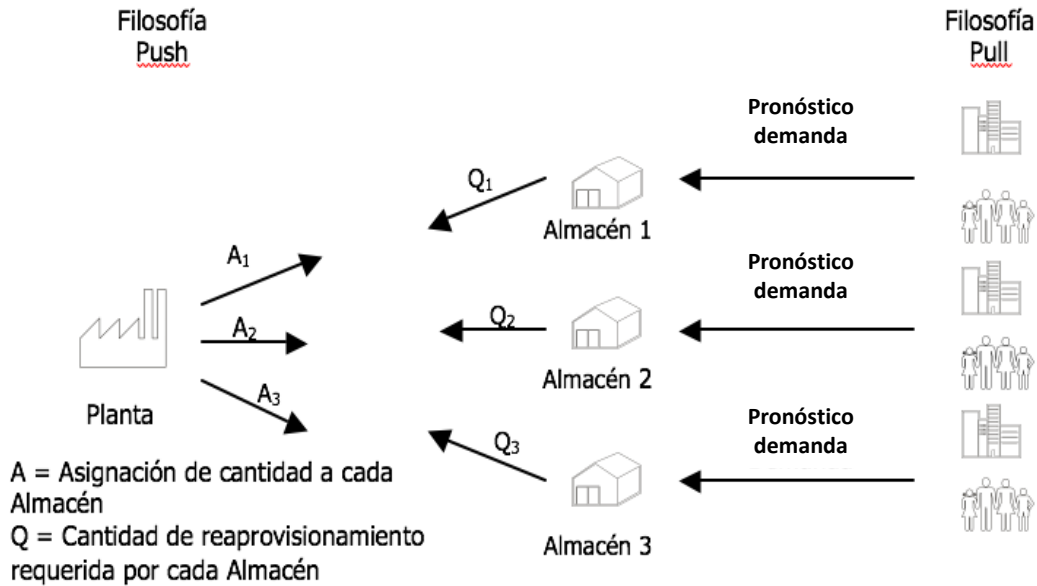 Filosofía
Push
Filosofía
Pull
Pronóstico
demanda
Q1
Almacén 1
A1
Pronóstico
demanda
A2
Q2
Almacén 2
A3
Planta
Pronóstico
demanda
Q3
Almacén 3
A = Asignación de cantidad a cada
Almacén
Q = Cantidad de reaprovisionamiento
requerida por cada Almacén